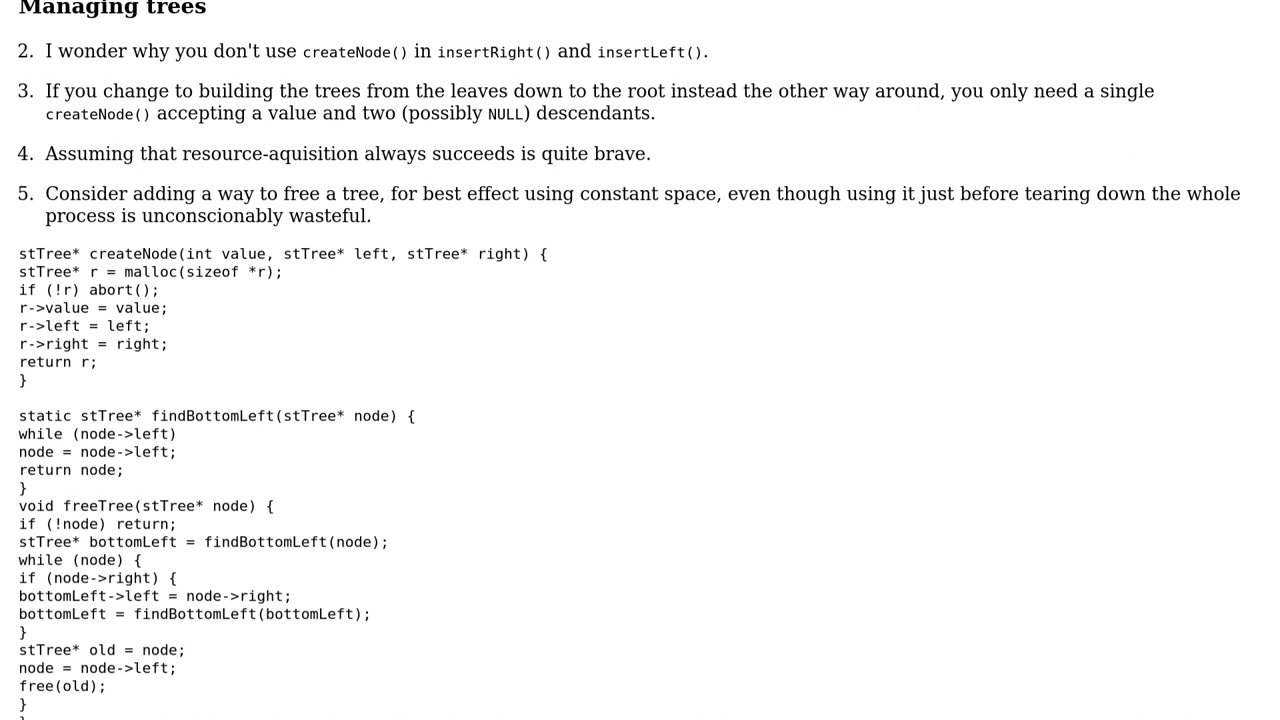 Managing trees
2. I wonder why you don't use createNode() in insertRight() and insertLeft().
3. If you change to building the trees from the leaves down to the root instead the other way around, you only need a single
createNode() accepting a value and two (possibly NULL) descendants.
4. Assuming that resource-aquisition always succeeds is quite brave.
5. Consider adding a way to free a tree, for best effect using constant space, even though using it just before tearing down the whole
process is unconscionably wasteful.
stTree* createNode(int value, stTree* left, stTree* right) {
stTree* r = malloc(sizeof *r);
if (!r) abort();
r->value = value;
r->left = left;
r->right = right;
return r;
}
static stTree* findBottomLeft(stTree* node) {
while (node->left)
node = node->left;
return node;
}
void freeTree(stTree* node) {
if (!node) return;
stTree* bottomLeft = findBottomLeft(node);
while (node) {
if (node->right) {
bottomLeft->left = node->right;
bottomLeft = findBottomLeft(bottomLeft);
}
stTree* old = node;
node = node->left;
free(old);
}
}